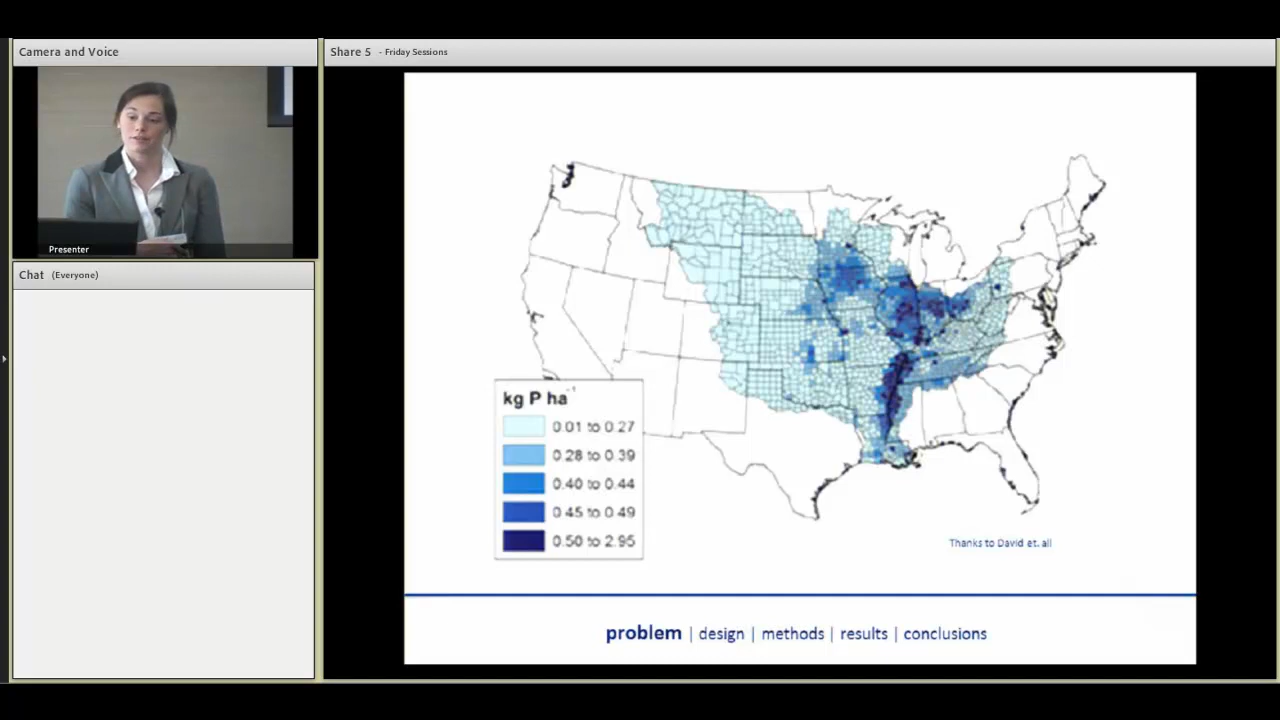 Camera and Voice
Presenter
Chat (Everyone)
Share 5 - Friday Sessions
kg P ha-1
0.01 to 0.27
0.28 to 0.39
0.40 to 0.44
0.45 to 0.49
0.50 to 2.95
Thanks to David et. all
problem | design | methods | results | conclusions